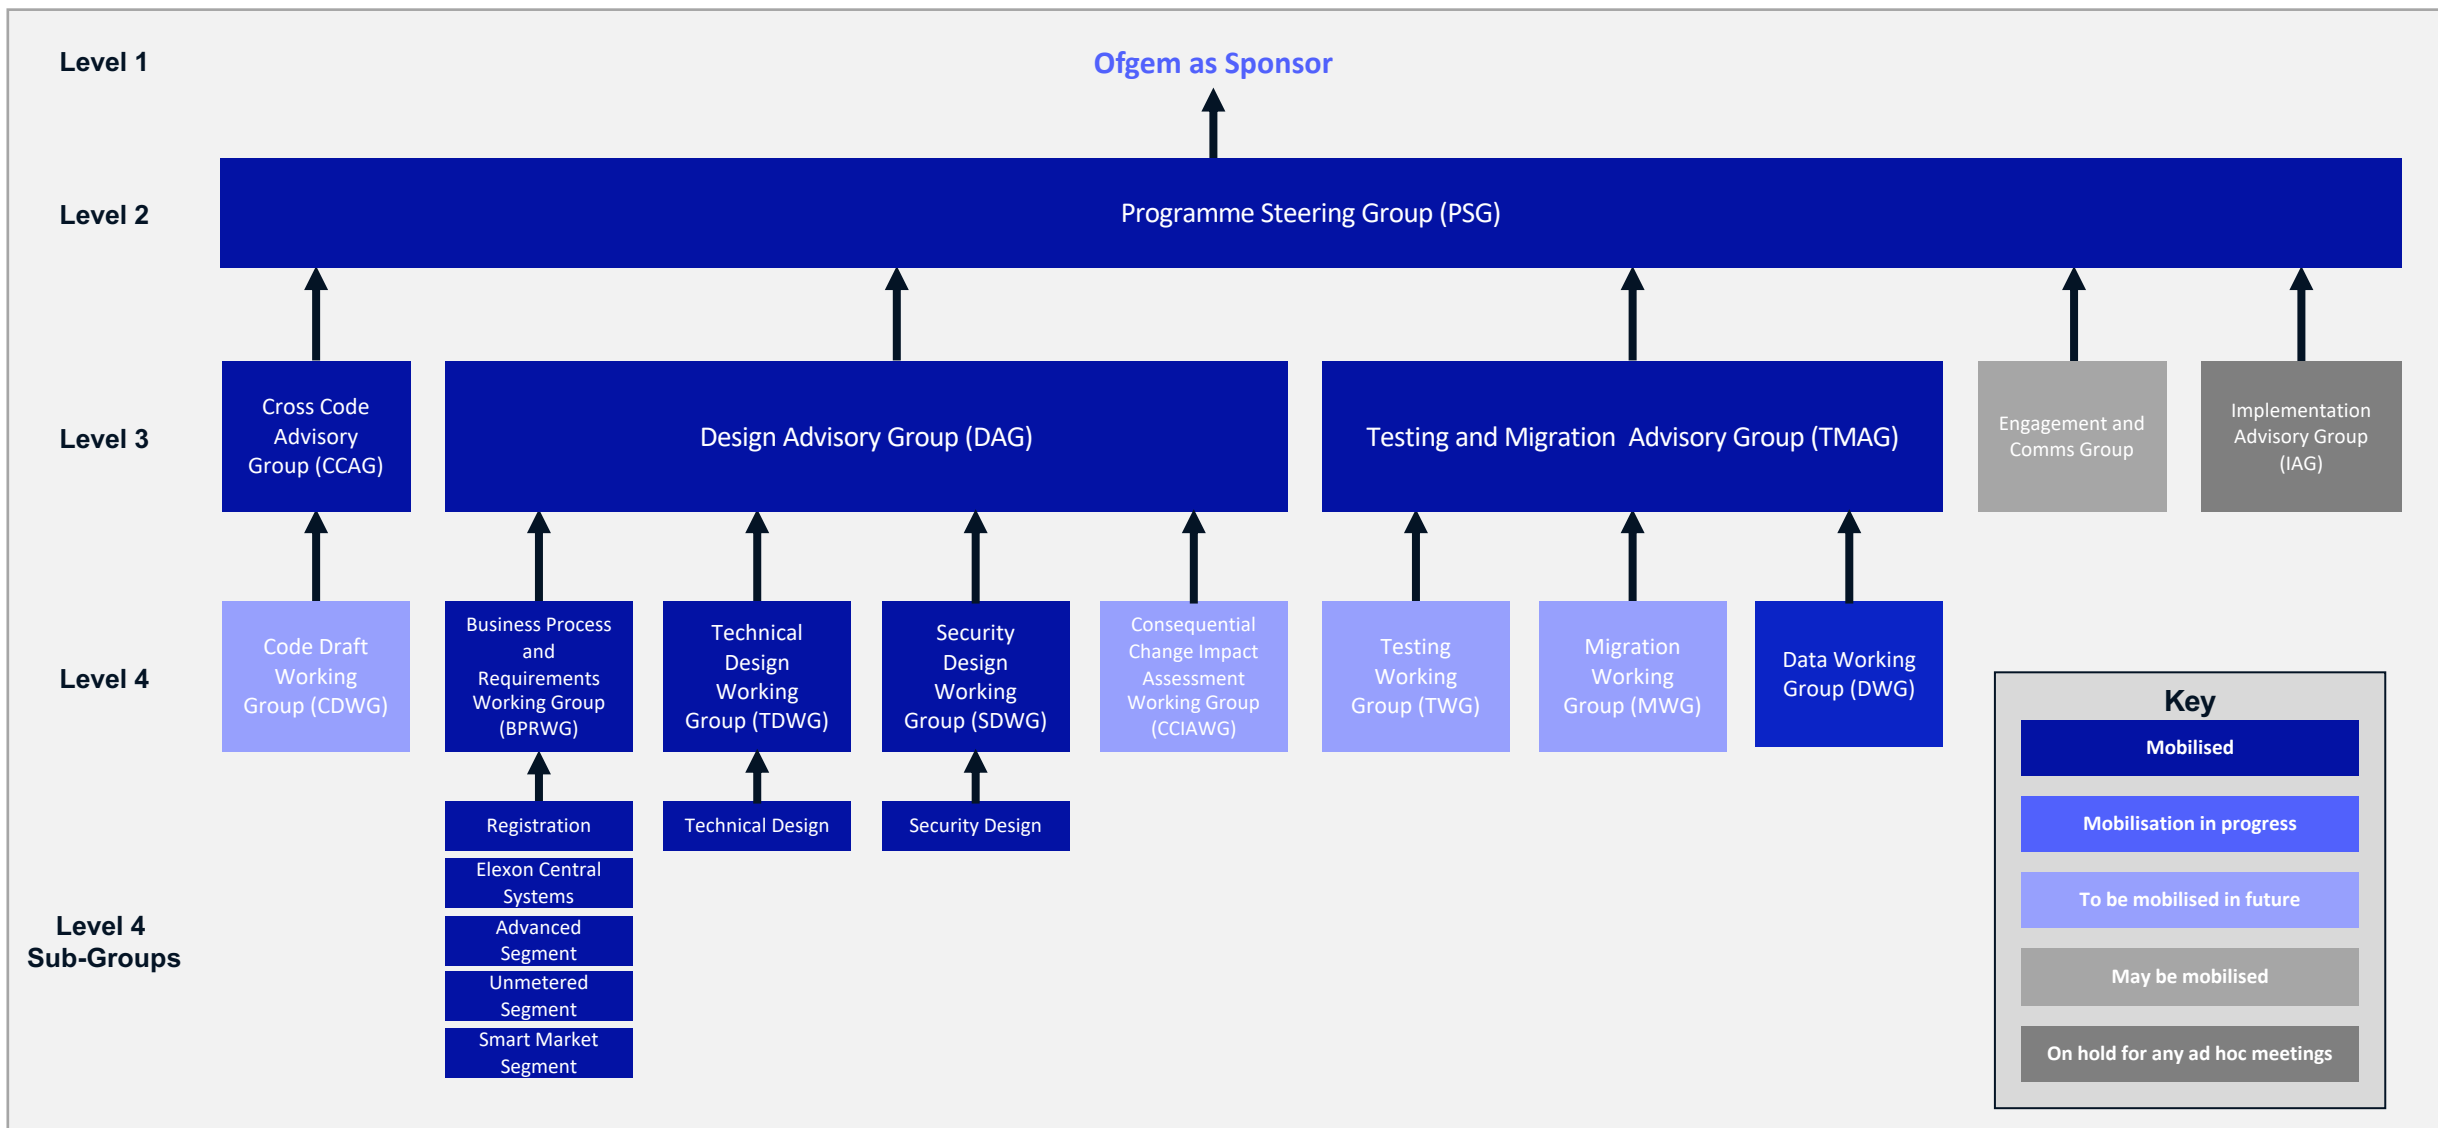 Level 1
Ofgem as Sponsor
Level 2
Programme Steering Group (PSG)
Level 3
Cross Code
Advisory
Group (CCAG)
Design Advisory Group (DAG)
Testing and Migration  Advisory Group (TMAG)
Engagement and
Comms Group
Implementation
Advisory Group
(IAG)
Level 4
Code Draft
Working
Group (CDWG)
Business Process
and
Requirements
Working Group
(BPRWG)
Technical
Design
Working
Group (TDWG)
Security
Design
Working
Group (SDWG)
Consequential
Change Impact
Assessment
Working Group
(CCIAWG)
Testing
Working
Group (TWG)
Migration
Working
Group (MWG)
Data Working
Group (DWG)
Level 4
Sub-Groups
Registration
Elexon Central
Systems
Advanced
Segment
Unmetered
Segment
Smart Market
Segment
Technical Design
Security Design
Key
Mobilised
Mobilisation in progress
To be mobilised in future
May be mobilised
On hold for any ad hoc meetings